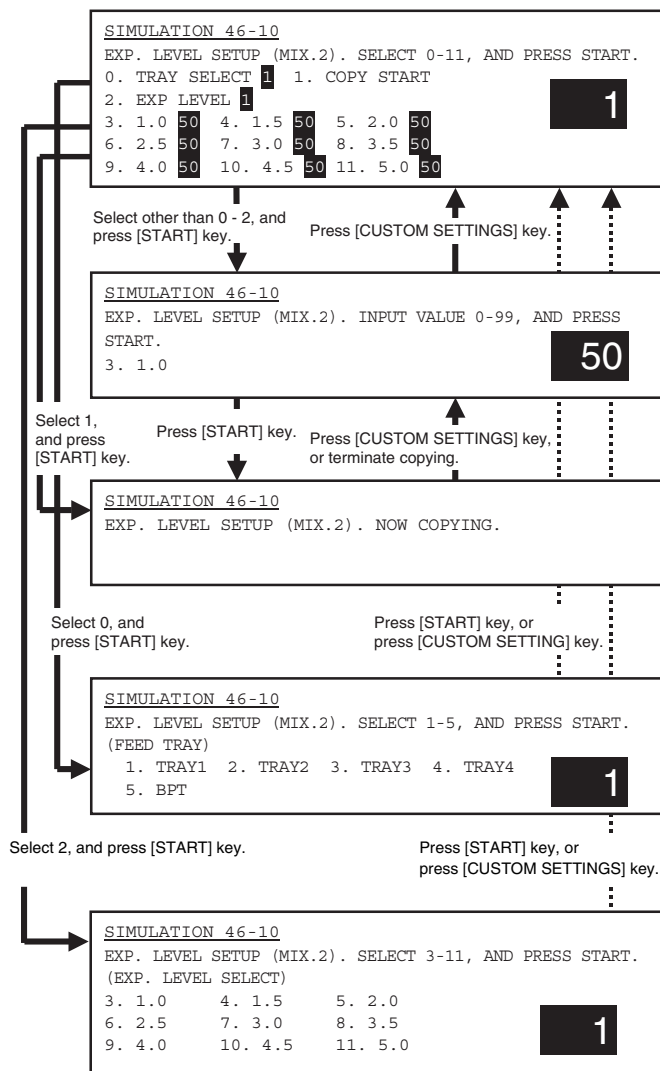 SIMULATION 46-10
EXP. LEVEL SETUP (MIX.2). SELECT 0-11, AND PRESS START.
0. TRAY SELECT 1 1. COPY START
2. EXP LEVEL 1
1
3. 1.0 50 4. 1.5 50 5. 2.0 50
6. 2.5 50 7. 3.0 50 8. 3.5 50
9. 4.0 50 10. 4.5 50 11. 5.0 50
Select other than 0 - 2, and
press [START] key.
Press [CUSTOM SETTINGS] key.
SIMULATION 46-10
EXP. LEVEL SETUP (MIX.2). INPUT VALUE 0-99, AND PRESS
START.
3. 1.0
50
Select 1,
and press
[START] key.
Press [START] key.
Press [CUSTOM SETTINGS] key,
or terminate copying.
SIMULATION 46-10
EXP. LEVEL SETUP (MIX.2). NOW COPYING.
Select 0, and
press [START] key.
Press [START] key, or
press [CUSTOM SETTING] key.
SIMULATION 46-10
EXP. LEVEL SETUP (MIX.2). SELECT 1-5, AND PRESS START.
(FEED TRAY)
1. TRAY1 2. TRAY2 3. TRAY3 4. TRAY4
5. BPT
1
Select 2, and press [START] key.
Press [START] key, or
press [CUSTOM SETTINGS] key.
SIMULATION 46-10
EXP. LEVEL SETUP (MIX.2). SELECT 3-11, AND PRESS START.
(EXP. LEVEL SELECT)
3. 1.0 4. 1.5 5. 2.0
6. 2.5 7. 3.0 8. 3.5
9. 4.0 10. 4.5 11. 5.0
1